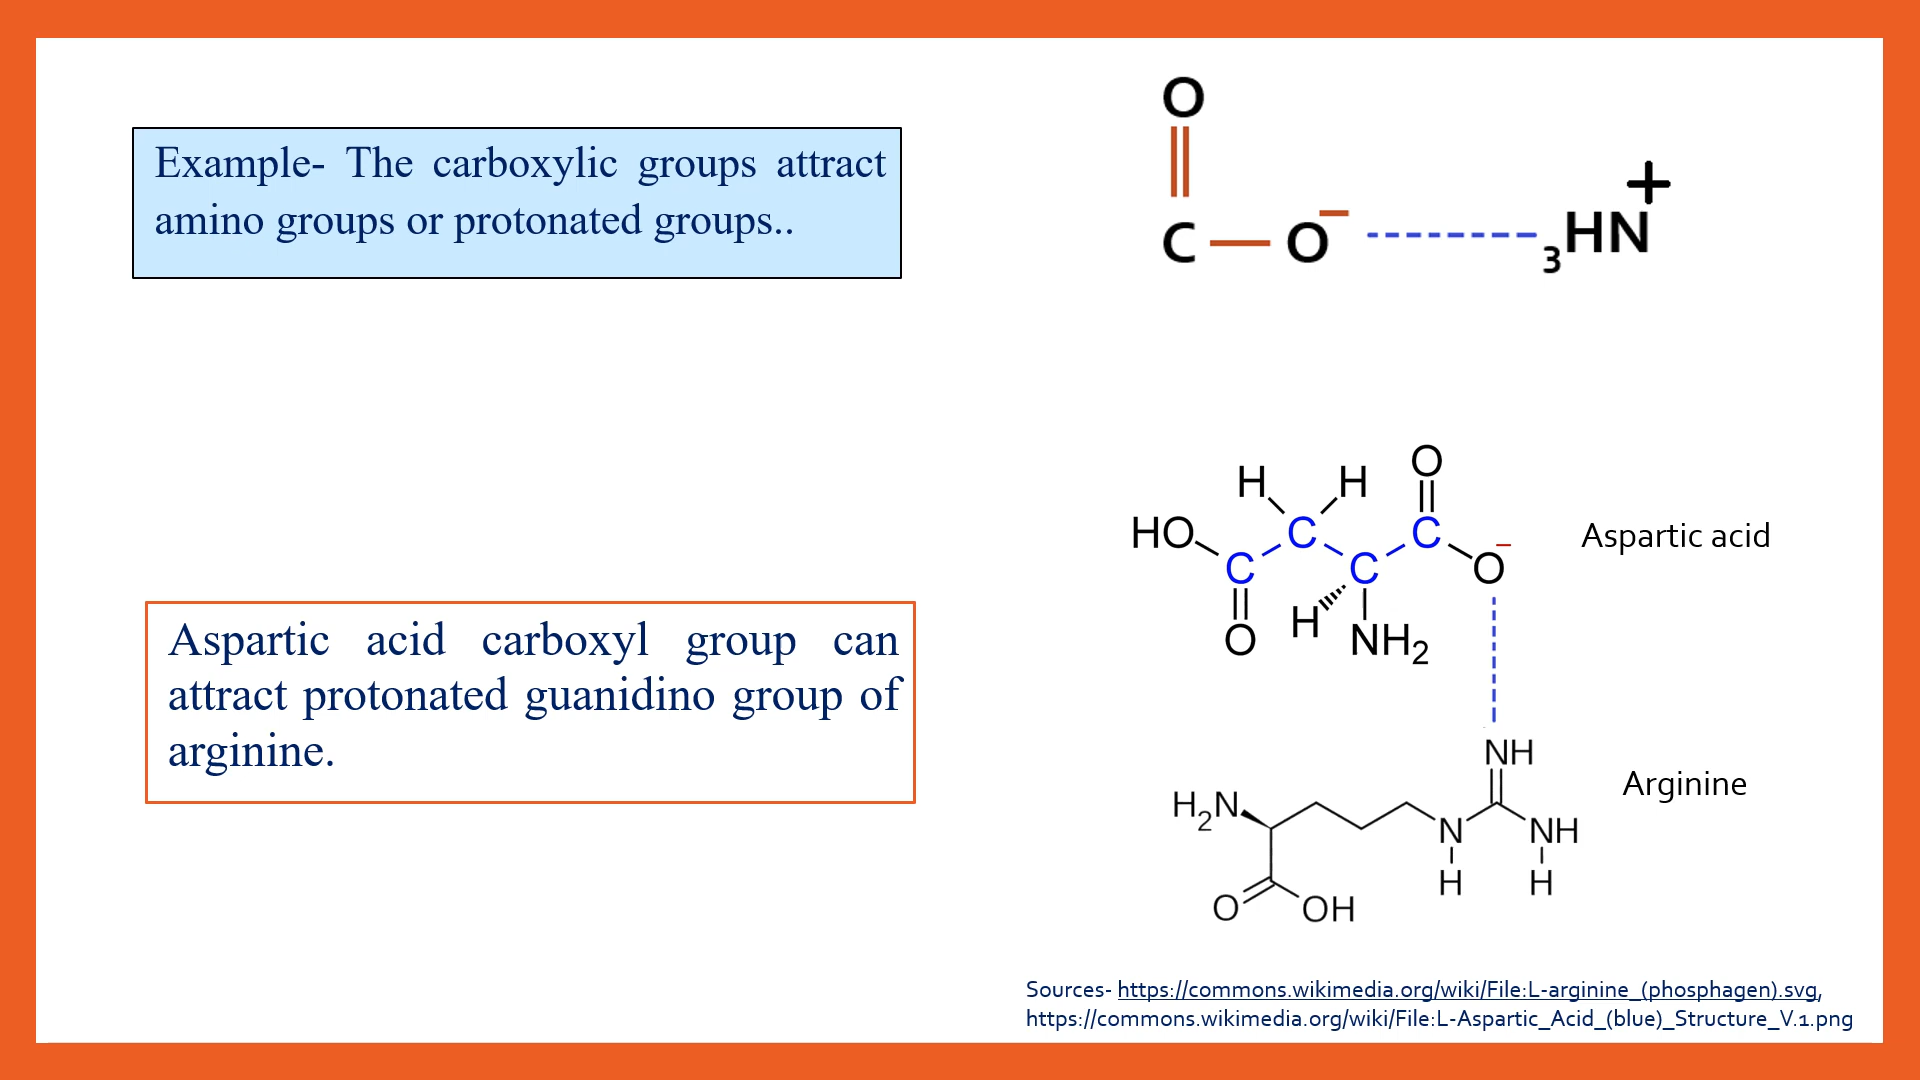 Example- The carboxylic groups attract
amino groups or protonated groups..
O
C O⁻ ₃HN⁺
Aspartic acid carboxyl group can
attract protonated guanidino group of
arginine.
H H O
HO C C
C C O⁻
O H NH₂
Aspartic acid
NH
Arginine
H₂N N NH
H H
O OH
Sources- https://commons.wikimedia.org/wiki/File:L-arginine_(phosphagen).svg,
https://commons.wikimedia.org/wiki/File:L-Aspartic_Acid_(blue)_Structure_V.1.png